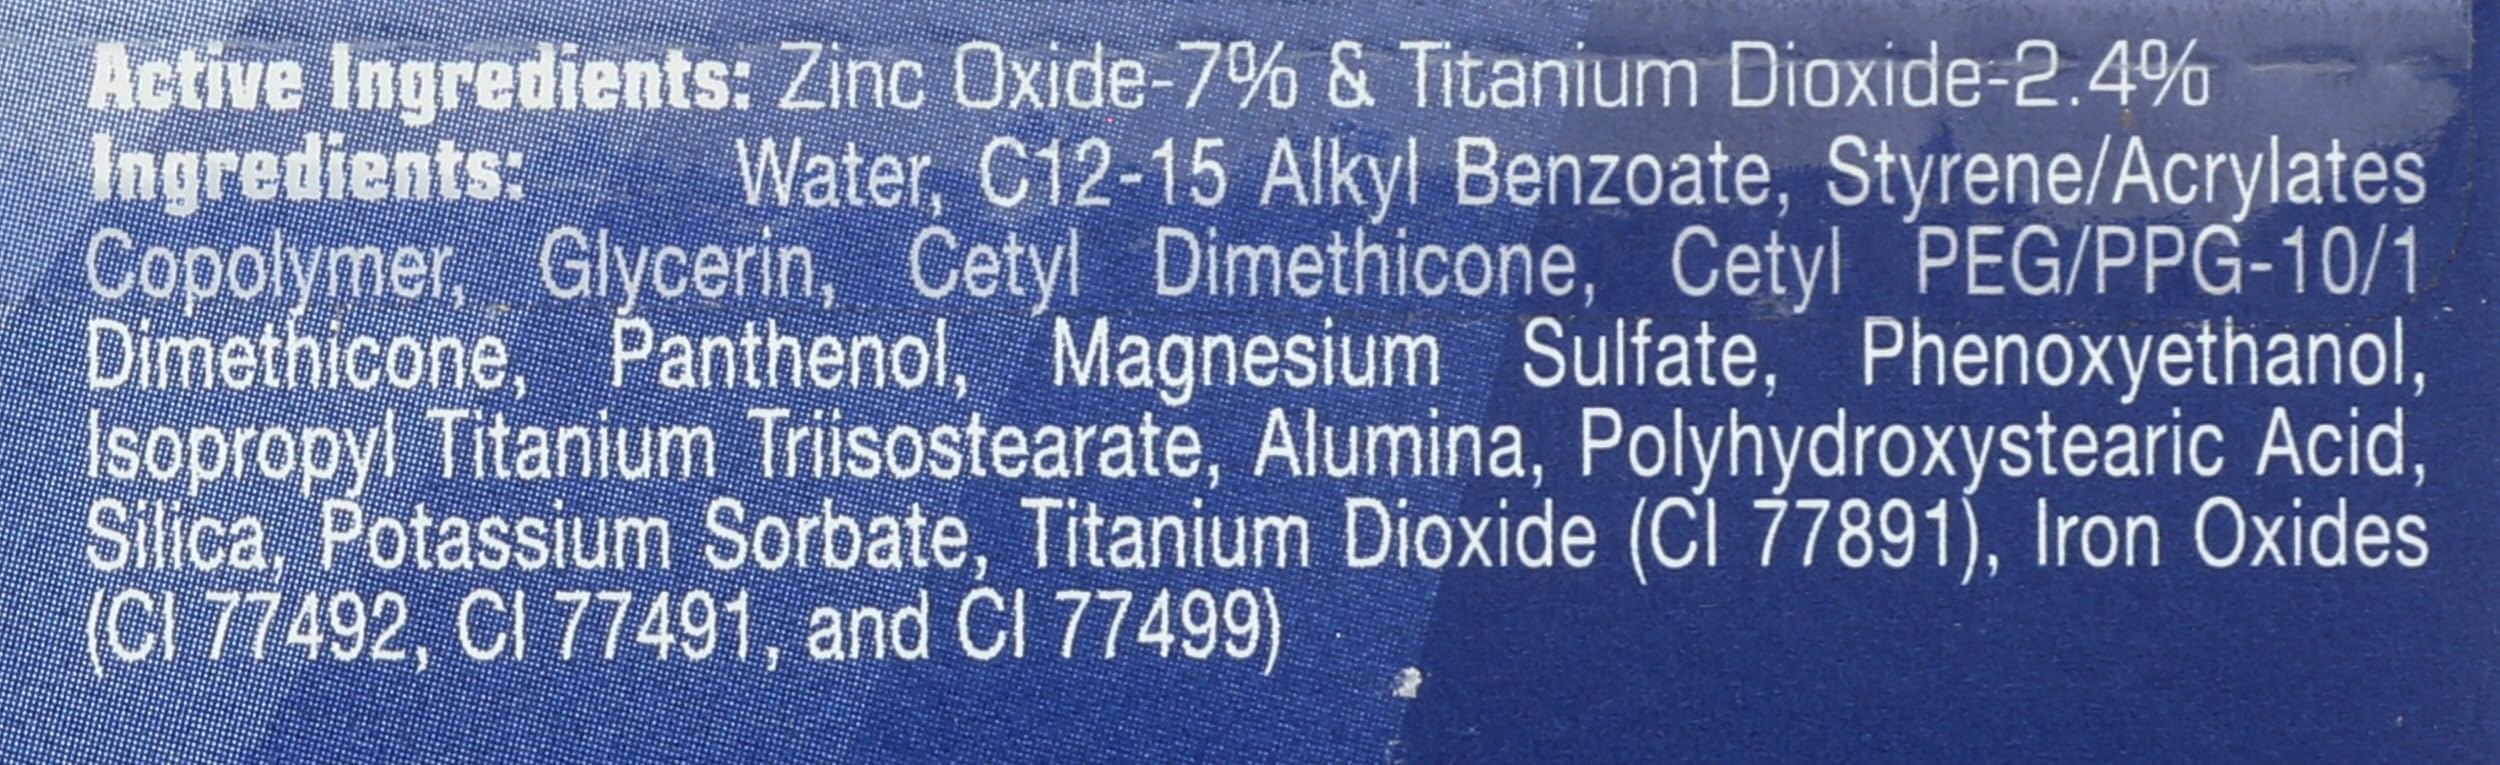 Active Ingredients: Zinc Oxide-7% & Titanium Dioxide-2.4%
Ingredients: Water, C12-15 Alkyl Benzoate, Styrene/Acrylates
Copolymer, Glycerin, Cetyl Dimethicone, Cetyl PEG/PPG-10/1
Dimethicone, Panthenol, Magnesium Sulfate, Phenoxyethanol,
Isopropyl Titanium Triisostearate, Alumina, Polyhydroxystearic Acid,
Silica, Potassium Sorbate, Titanium Dioxide (CI 77891), Iron Oxides
(CI 77492, CI 77491, and CI 77499)